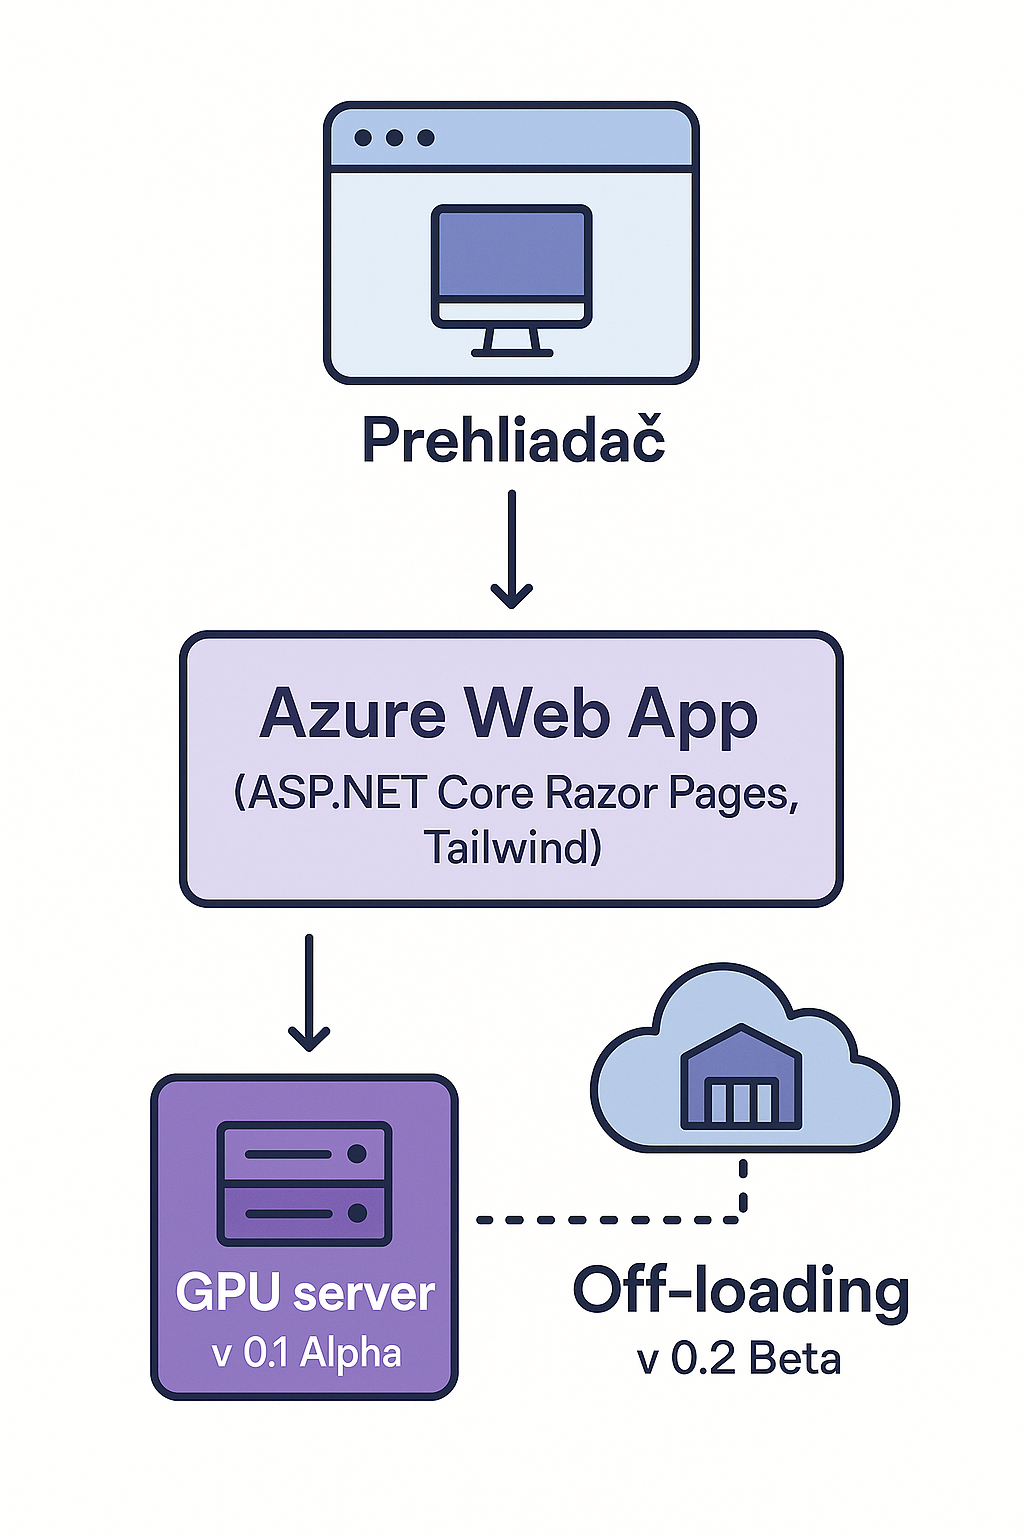 Prehliadač
Azure Web App
(ASP.NET Core Razor Pages,
Tailwind)
GPU server
v 0.1 Alpha
Off-loading
v 0.2 Beta